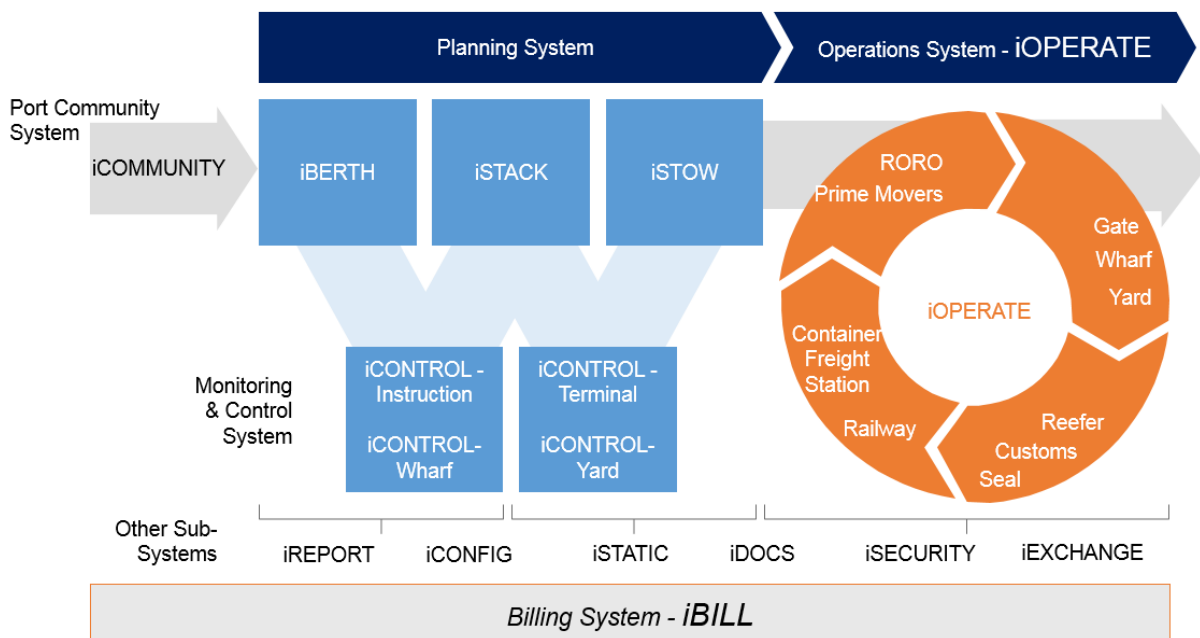 Planning System
Operations System - iOPERATE
Port Community
System
iCOMMUNITY
iBERTH
iSTACK
iSTOW
RORO
Prime Movers
Gate
Wharf
Yard
iOPERATE
Container
Freight
Station
Railway
Reefer
Customs
Seal
Monitoring
& Control
System
iCONTROL -
Instruction
iCONTROL-
Wharf
iCONTROL -
Terminal
iCONTROL-
Yard
Other Sub-
Systems
iREPORT
iCONFIG
iSTATIC
iDOCS
iSECURITY
iEXCHANGE
Billing System - iBILL